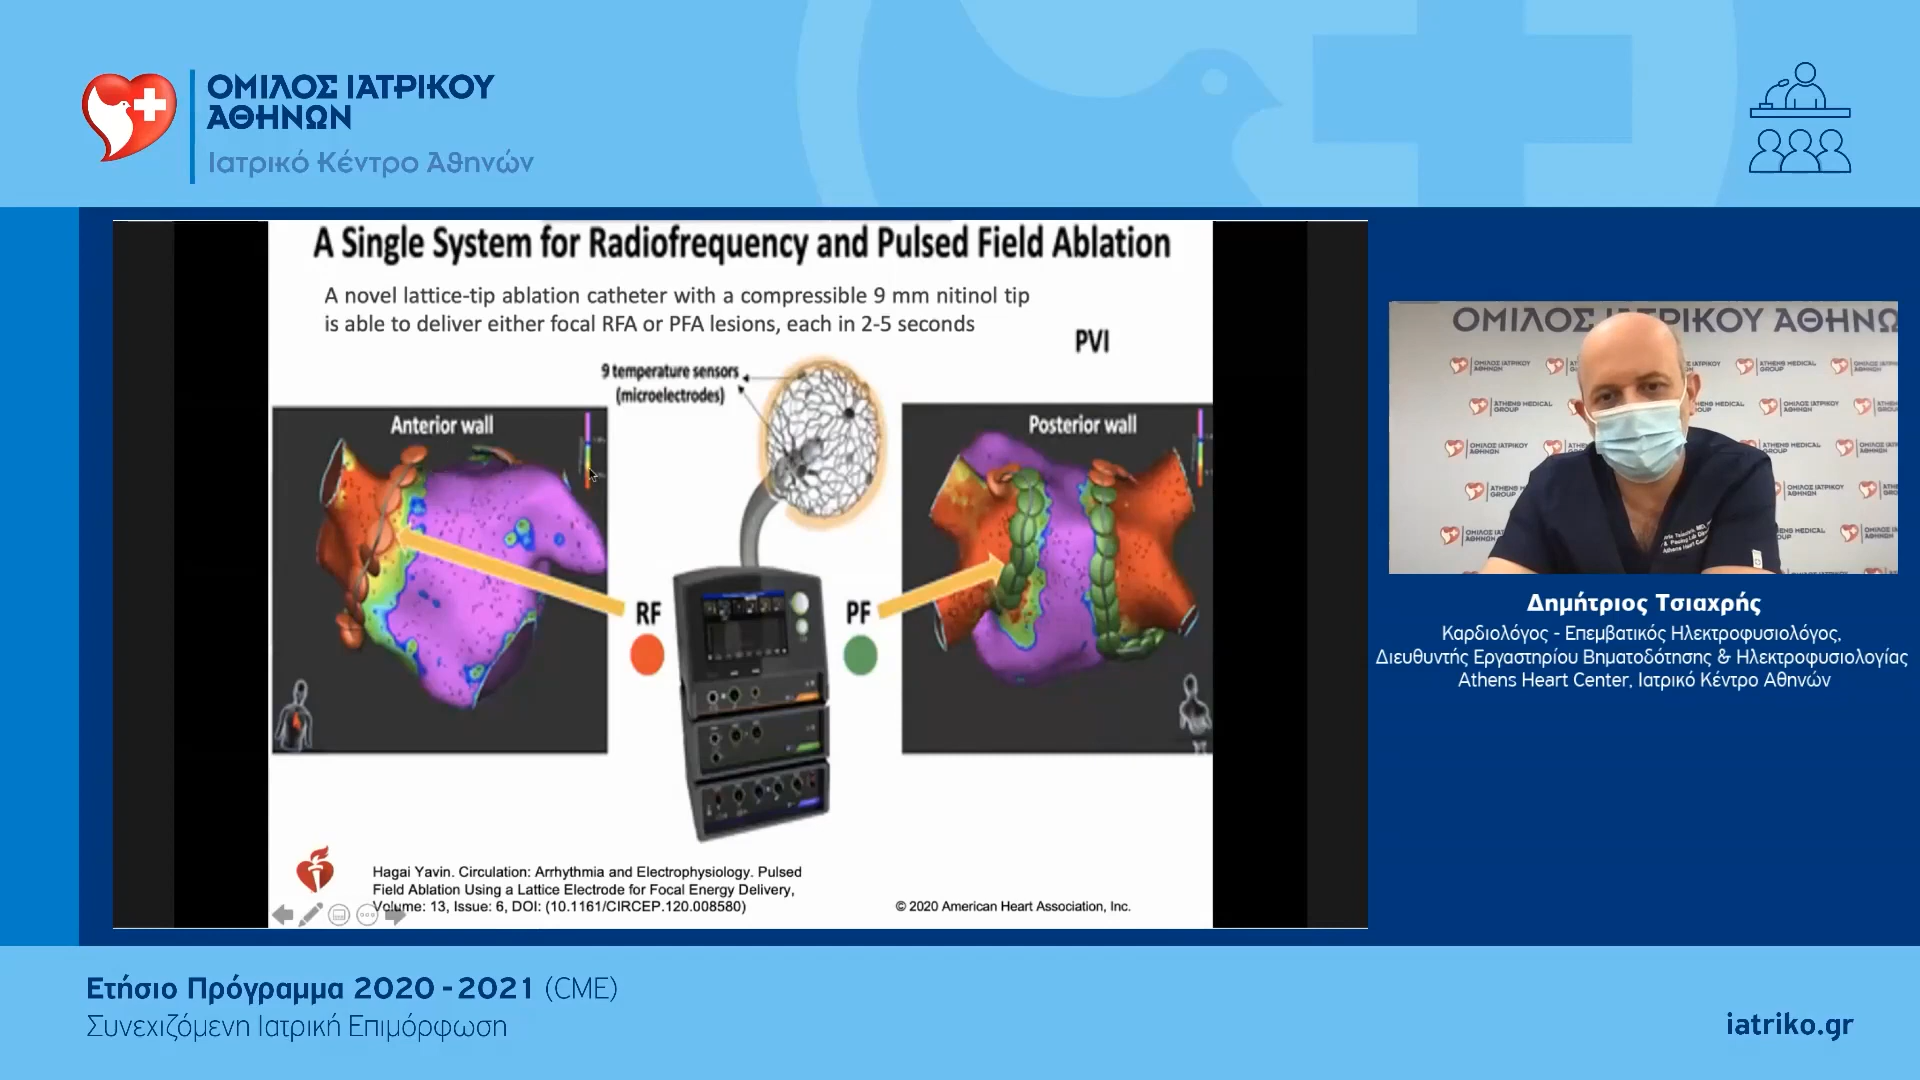 ΟΜΙΛΟΣ ΙΑΤΡΙΚΟΥ
ΑΘΗΝΩΝ
Ιατρικό Κέντρο Αθηνών
A Single System for Radiofrequency and Pulsed Field Ablation
A novel lattice-tip ablation catheter with a compressible 9 mm nitinol tip
is able to deliver either focal RFA or PFA lesions, each in 2-5 seconds
PVI
9 temperature sensors
(microelectrodes)
Anterior wall
Posterior wall
RF
PF
Hagai Yavin. Circulation: Arrhythmia and Electrophysiology. Pulsed
Field Ablation Using a Lattice Electrode for Focal Energy Delivery,
Volume: 13, Issue: 6, DOI: (10.1161/CIRCEP.120.008580)
© 2020 American Heart Association, Inc.
ΟΜΙΛΟΣ ΙΑΤΡΙΚΟΥ ΑΘΗΝΩ
Δημήτριος Τσιαχρής
Καρδιολόγος - Επεμβατικός Ηλεκτροφυσιολόγος,
Διευθυντής Εργαστηρίου Βηματοδότησης & Ηλεκτροφυσιολογίας
Athens Heart Center, Ιατρικό Κέντρο Αθηνών
Ετήσιο Πρόγραμμα 2020 - 2021 (CME)
Συνεχιζόμενη Ιατρική Επιμόρφωση
iatriko.gr